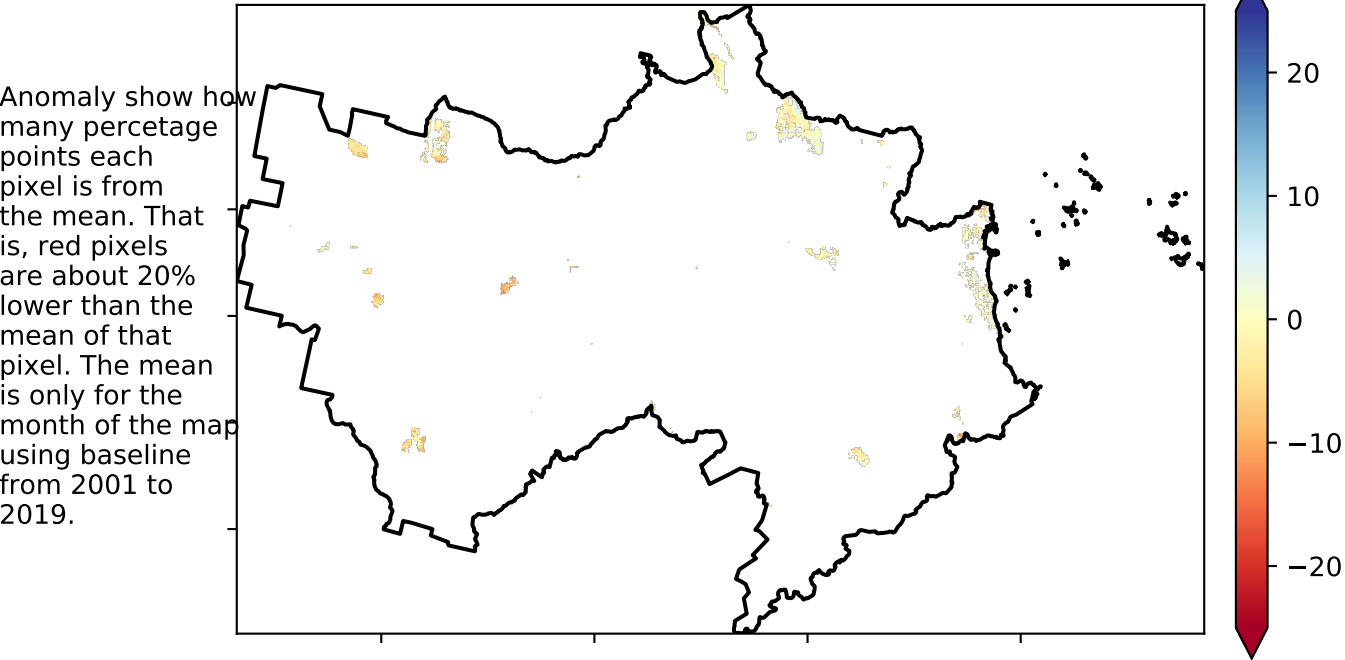 Anomaly show how
many percetage
points each
pixel is from
the mean. That
is, red pixels
are about 20%
lower than the
mean of that
pixel. The mean
is only for the
month of the map
using baseline
from 2001 to
2019.
20
10
0
−10
−20